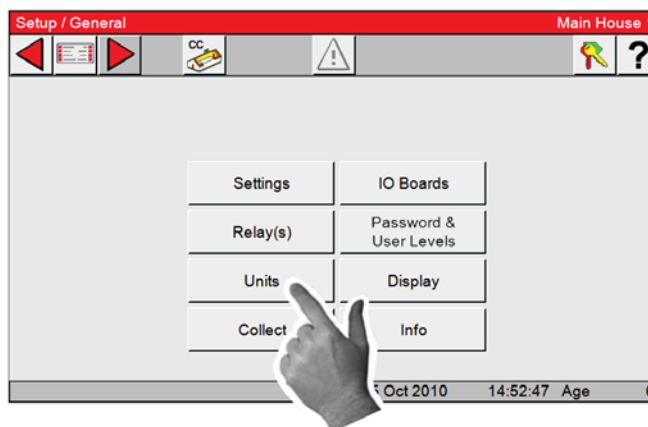 Setup / General
Main House
CC
?
Settings
IO Boards
Relay(s)
Password &
User Levels
Units
Display
Collect
Info
Oct 2010 14:52:47 Age